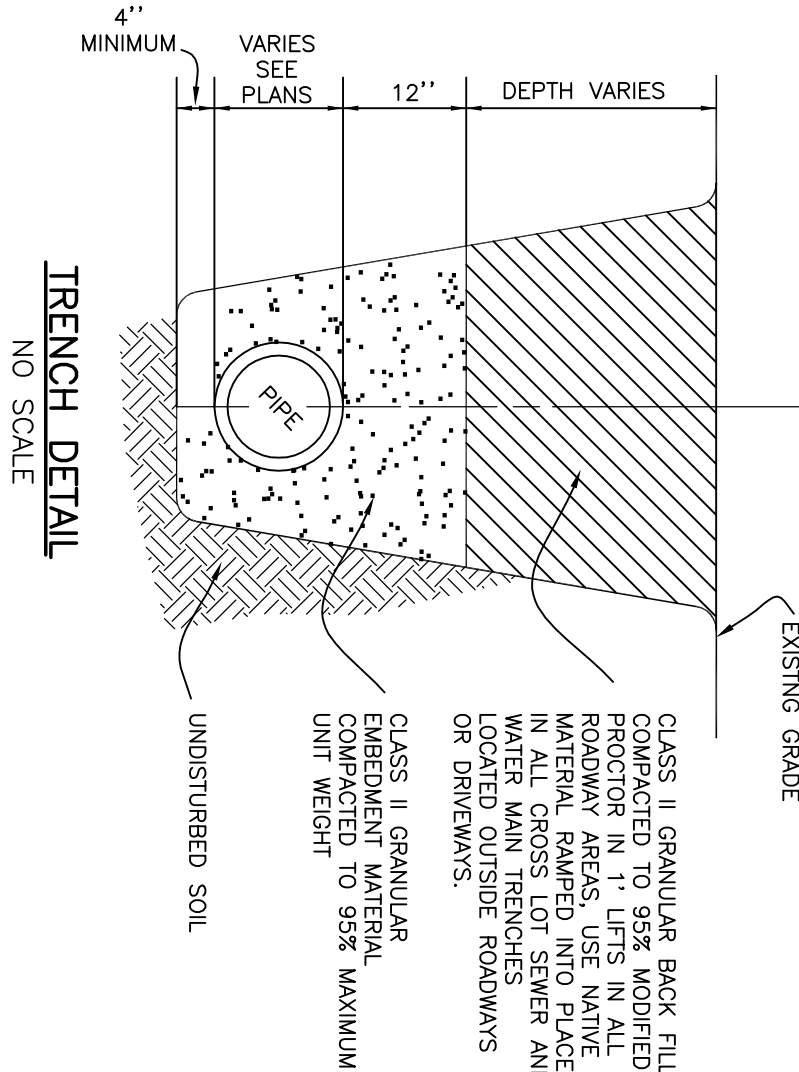 4''
MINIMUM
VARIES
SEE
PLANS
12''
DEPTH VARIES
PIPE
EXISTNG GRADE
CLASS II GRANULAR BACK FILL
COMPACTED TO 95% MODIFIED
PROCTOR IN 1' LIFTS IN ALL
ROADWAY AREAS, USE NATIVE
MATERIAL RAMPED INTO PLACE
IN ALL CROSS LOT SEWER AND
WATER MAIN TRENCHES
LOCATED OUTSIDE ROADWAYS
OR DRIVEWAYS.
CLASS II GRANULAR
EMBEDMENT MATERIAL
COMPACTED TO 95% MAXIMUM
UNIT WEIGHT
UNDISTURBED SOIL
TRENCH DETAIL
NO SCALE